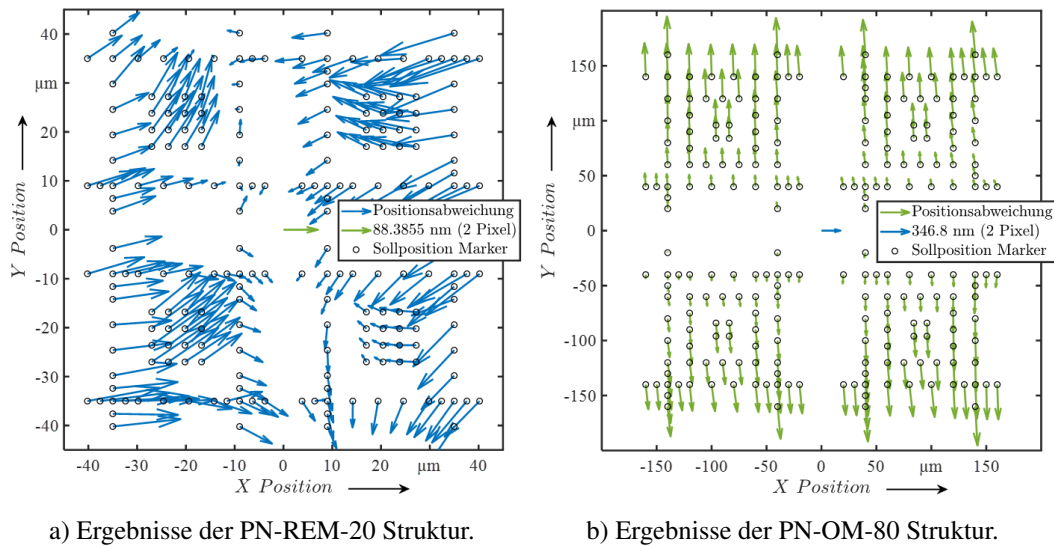 40
μm
20
10
0
-10
-20
-30
-40
Y Position
-40
-30
-20
-10
0
10
20
μm
40
X Position
Positionsabweichung
88.3855 nm (2 Pixel)
Sollposition Marker
150
μm
50
0
-50
-100
-150
Y Position
-150
-100
-50
0
50
μm
150
X Position
Positionsabweichung
346.8 nm (2 Pixel)
Sollposition Marker
a) Ergebnisse der PN-REM-20 Struktur.
b) Ergebnisse der PN-OM-80 Struktur.